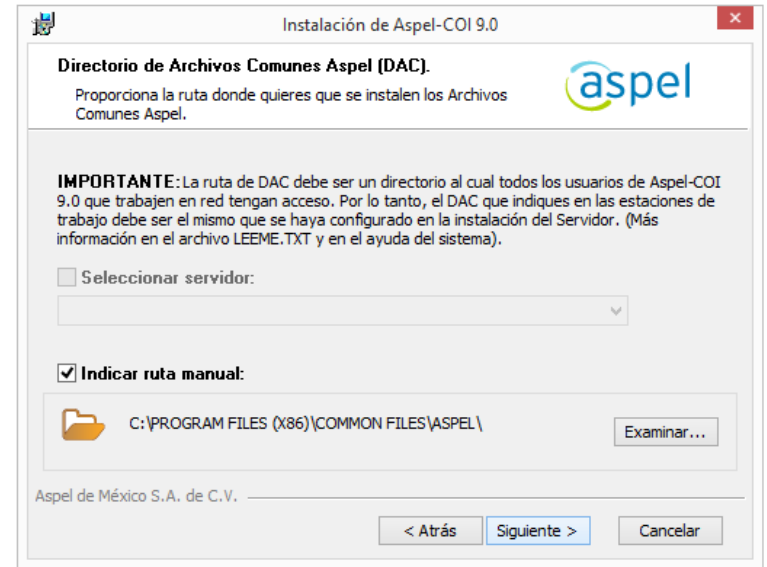 Instalación de Aspel-COI 9.0
Directorio de Archivos Comunes Aspel (DAC).
Proporciona la ruta donde quieres que se instalen los Archivos
Comunes Aspel.
aspel
IMPORTANTE:La ruta de DAC debe ser un directorio al cual todos los usuarios de Aspel-COI
9.0 que trabajen en red tengan acceso. Por lo tanto, el DAC que indiques en las estaciones de
trabajo debe ser el mismo que se haya configurado en la instalación del Servidor. (Más
información en el archivo LEEME.TXT y en el ayuda del sistema).
Seleccionar servidor:
Indicar ruta manual:
C:\PROGRAM FILES (X86)\COMMON FILES\ASPEL\
Examinar...
Aspel de México S.A. de C.V.
< Atrás
Siguiente >
Cancelar